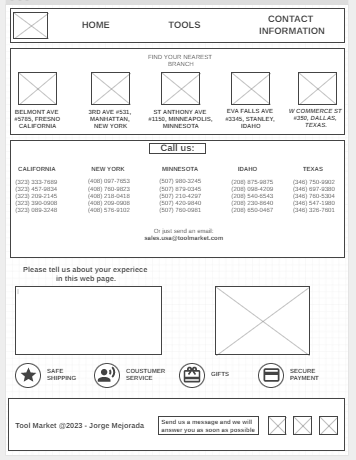 HOME
TOOLS
CONTACT
INFORMATION
FIND YOUR NEAREST
BRANCH
BELMONT AVE
#5785, FRESNO
CALIFORNIA
3RD AVE #531,
MANHATTAN,
NEW YORK
ST ANTHONY AVE
#1150, MINNEAPOLIS,
MINNESOTA
EVA FALLS AVE
#3345, STANLEY,
IDAHO
W COMMERCE ST
#350, DALLAS,
TEXAS.
Call us:
CALIFORNIA
NEW YORK
MINNESOTA
IDAHO
TEXAS
(323) 333-7689
(408) 097-7653
(507) 980-3245
(208) 675-9875
(346) 750-9902
(323) 457-9834
(408) 760-9823
(507) 879-0345
(208) 098-4209
(346) 697-9380
(323) 209-2145
(408) 218-0418
(507) 210-4297
(208) 540-6543
(346) 760-5304
(323) 390-0908
(408) 209-0988
(507) 420-9840
(208) 230-8640
(346) 547-1980
(323) 089-3248
(408) 576-9102
(507) 760-0981
(208) 650-0467
(346) 326-7601
Or just send an email:
sales.usa@toolmarket.com
Please tell us about your experiece
in this web page.
SAFE
SHIPPING
COUSTUMER
SERVICE
GIFTS
SECURE
PAYMENT
Tool Market @2023 - Jorge Mejorada
Send us a message and we will
answer you as soon as possible